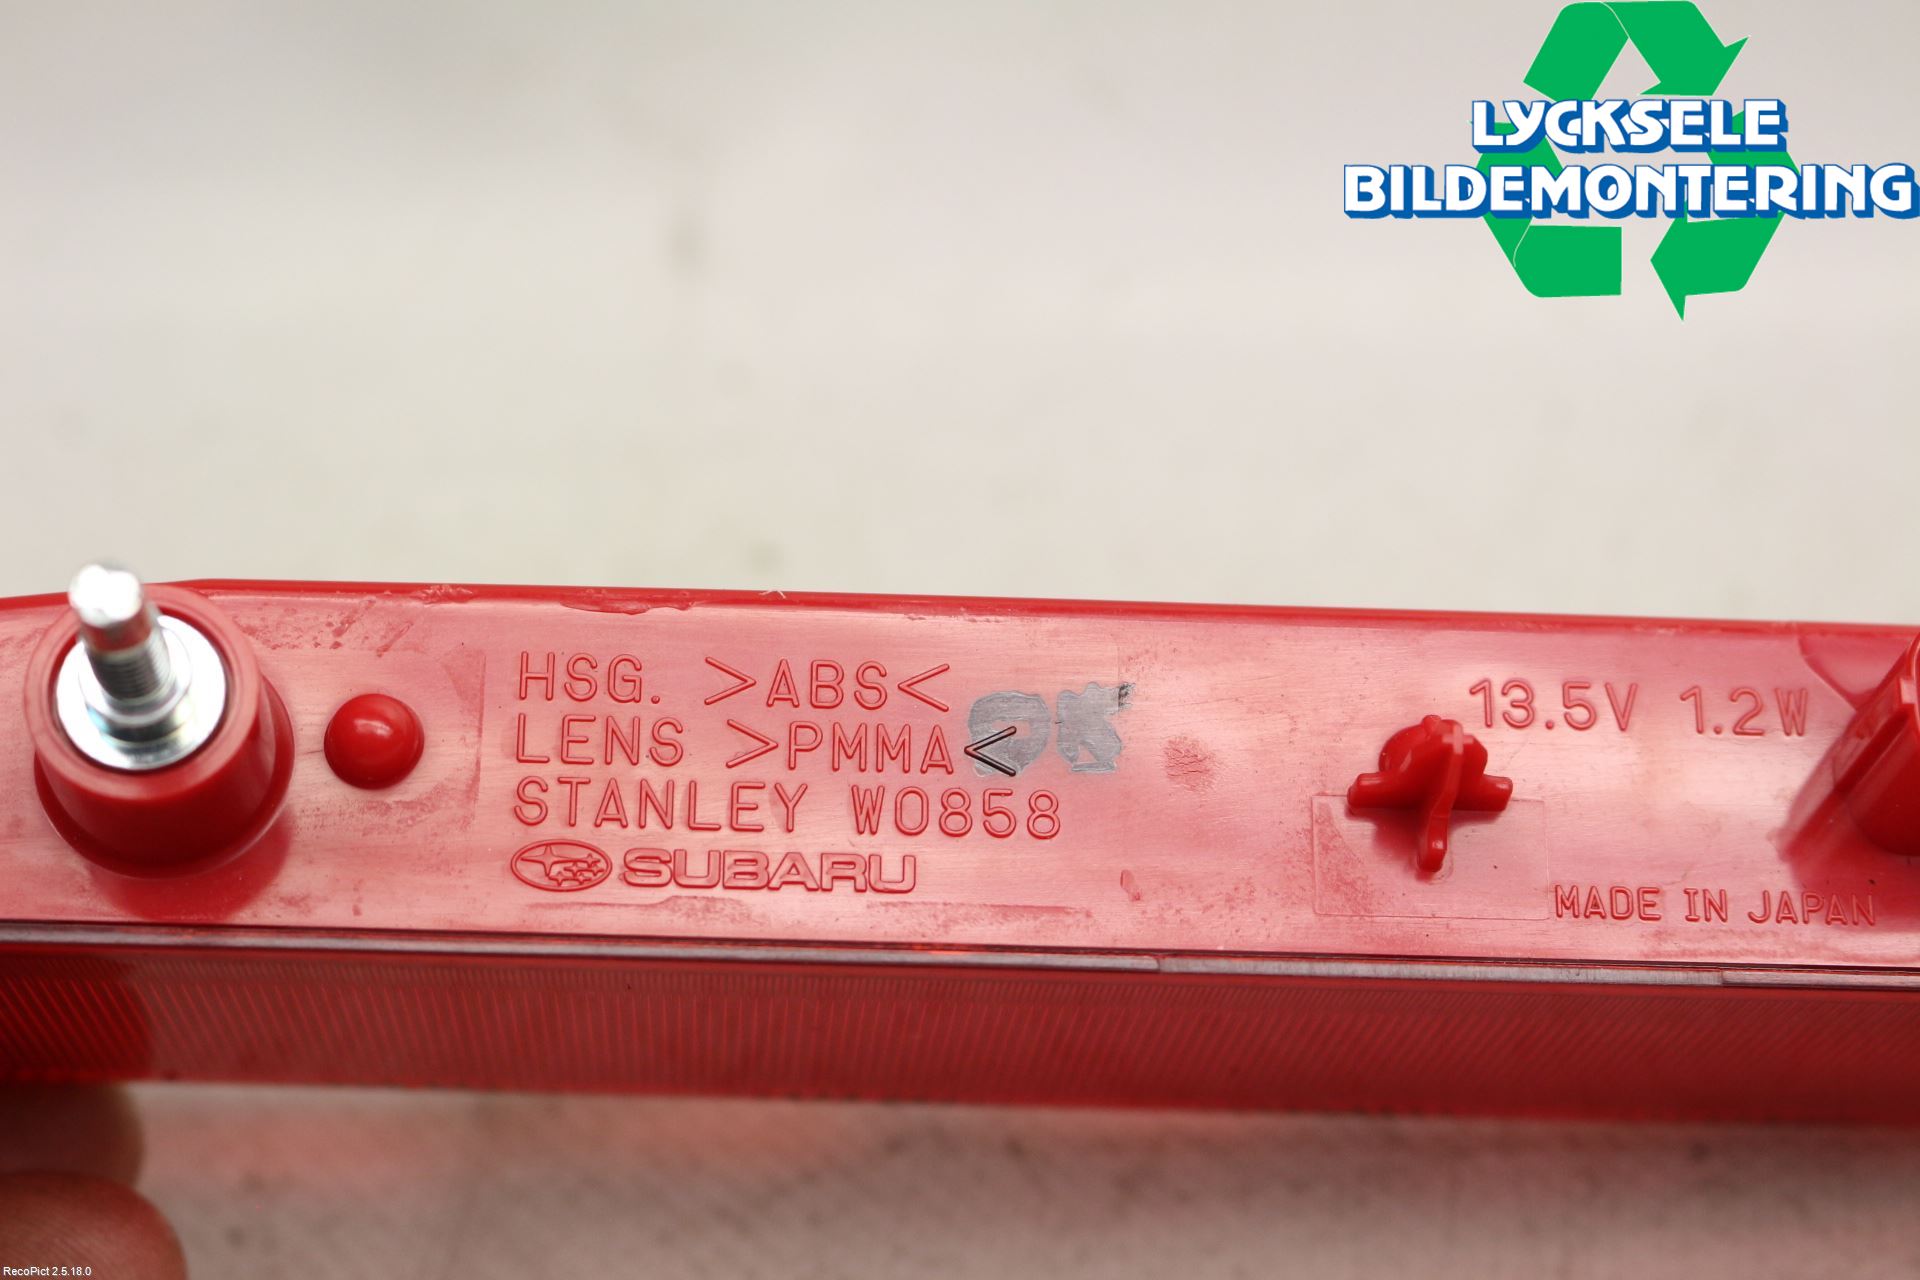 LYCKSELE
BILDEMONTERING
HSG. >ABS<
LENS >PMMA<
OK
STANLEY W0858
SUBARU
13.5V 1.2W
MADE IN JAPAN
RecoPict 2.5.18.0